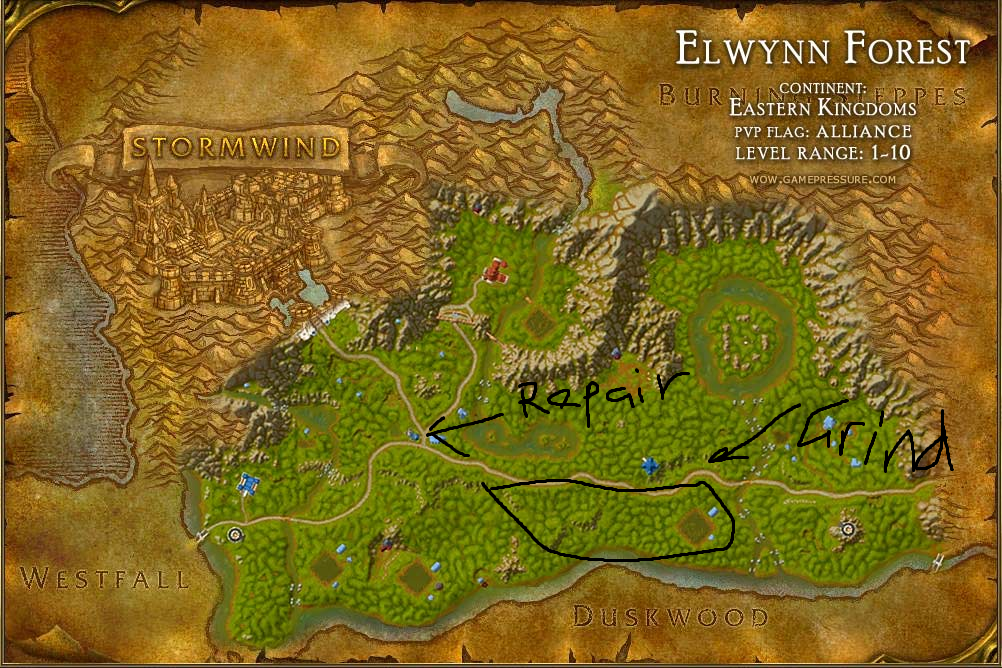 ELWYNN FOREST
BURNING STEPPES
CONTINENT:
EASTERN KINGDOMS
PVP FLAG: ALLIANCE
LEVEL RANGE: 1-10
WOW.GAMEPRESSURE.COM
STORMWIND
Repair
Grind
WESTFALL
DUSKWOOD